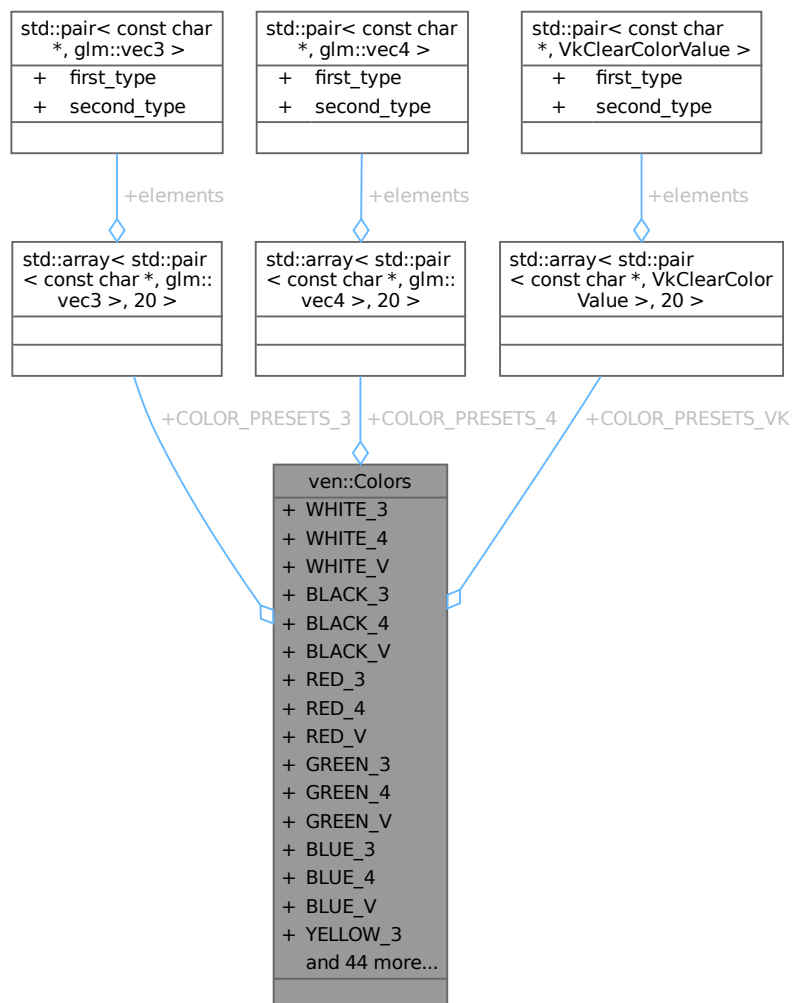 std::pair< const char
*, glm::vec3 >
+ first_type
+ second_type
std::pair< const char
*, glm::vec4 >
+ first_type
+ second_type
std::pair< const char
*, VkClearColorValue >
+ first_type
+ second_type
+elements
+elements
+elements
std::array< std::pair
< const char *, glm::
vec3 >, 20 >
std::array< std::pair
< const char *, glm::
vec4 >, 20 >
std::array< std::pair
< const char *, VkClearColor
Value >, 20 >
+COLOR_PRESETS_3
+COLOR_PRESETS_4
+COLOR_PRESETS_VK
ven::Colors
+ WHITE_3
+ WHITE_4
+ WHITE_V
+ BLACK_3
+ BLACK_4
+ BLACK_V
+ RED_3
+ RED_4
+ RED_V
+ GREEN_3
+ GREEN_4
+ GREEN_V
+ BLUE_3
+ BLUE_4
+ BLUE_V
+ YELLOW_3
and 44 more...